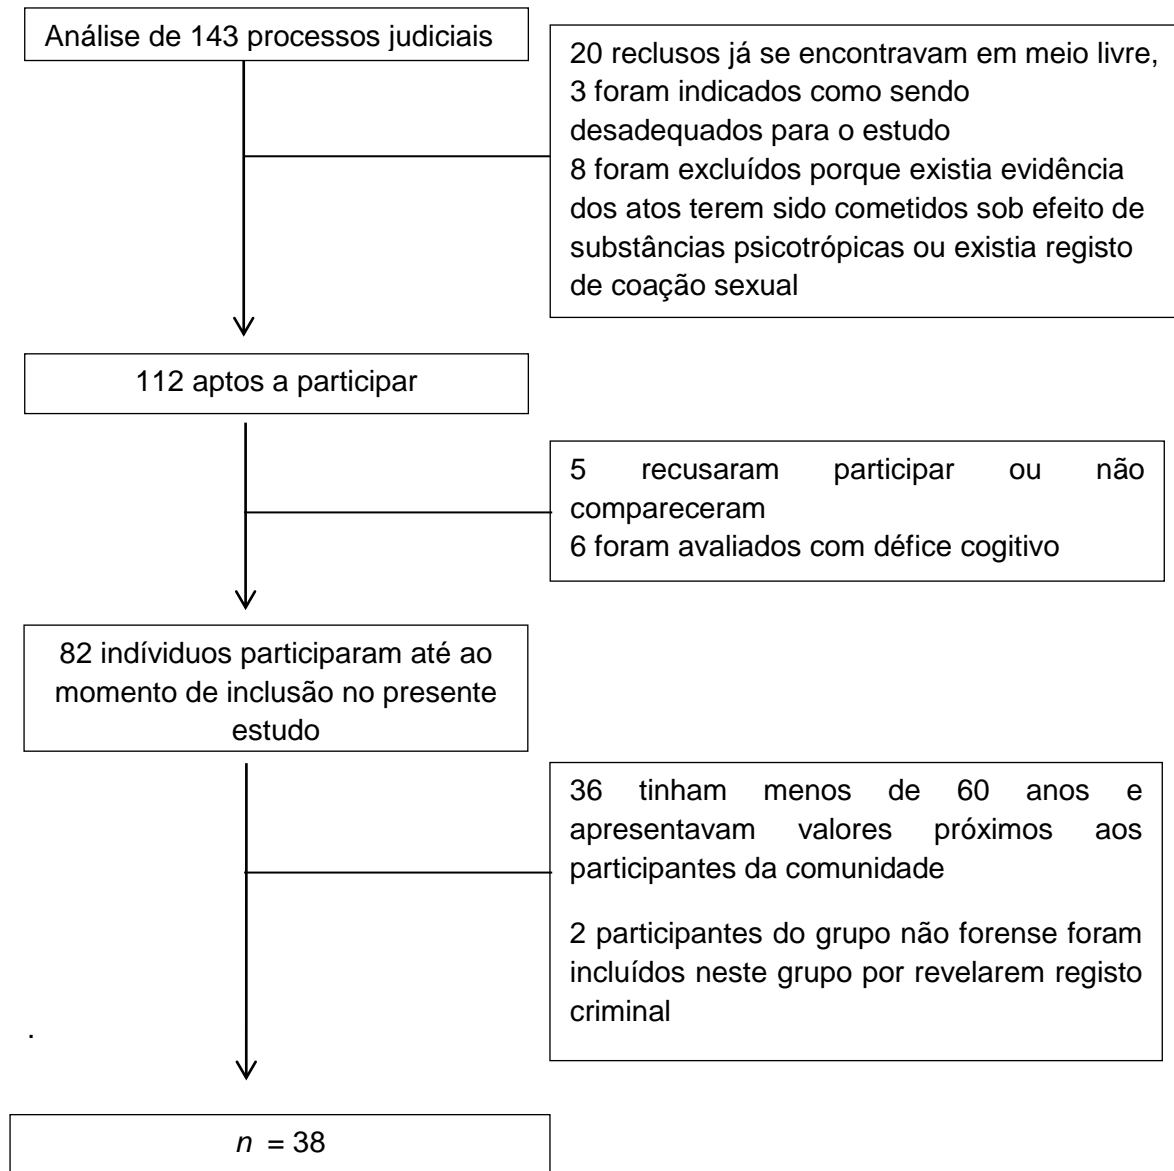 Análise de 143 processos judiciais
20 reclusos já se encontravam em meio livre,
3 foram indicados como sendo
desadequados para o estudo
8 foram excluídos porque existia evidência
dos atos terem sido cometidos sob efeito de
substâncias psicotrópicas ou existia registo
de coação sexual
112 aptos a participar
5 recusaram participar ou não
compareceram
6 foram avaliados com défice cogitivo
82 indíviduos participaram até ao
momento de inclusão no presente
estudo
36 tinham menos de 60 anos e
apresentavam valores próximos aos
participantes da comunidade
2 participantes do grupo não forense foram
incluídos neste grupo por revelarem registo
criminal
.
n = 38